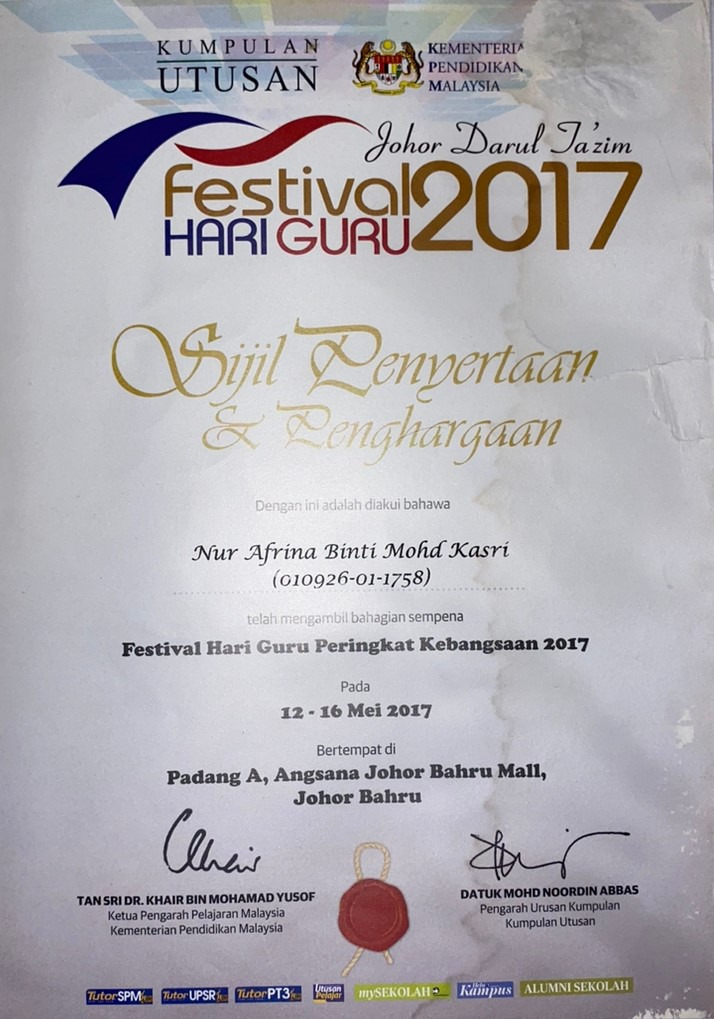 KUMPULAN
UTUSAN
KEMENTERIA
PENDIDIKAN
MALAYSIA
Johor Darul Ta'zim
festival
HARI GURU
2017
Sijil Penyertaan
& Penghargaan
Dengan ini adalah diakui bahawa
Nur Afrina Binti Mohd Kasri
(010926-01-1758)
telah mengambil bahagian sempena
Festival Hari Guru Peringkat Kebangsaan 2017
Pada
12 - 16 Mei 2017
Bertempat di
Padang A, Angsana Johor Bahru Mall,
Johor Bahru
TAN SRI DR. KHAIR BIN MOHAMAD YUSOF
Ketua Pengarah Pelajaran Malaysia
Kementerian Pendidikan Malaysia
DATUK MOHD NOORDIN ABBAS
Pengarah Urusan Kumpulan
Kumpulan Utusan
TutorSPM TutorUPSR TutorPT3 Utusan Pelajar mySEKOLAH Kampus ALUMNI SEKOLAH